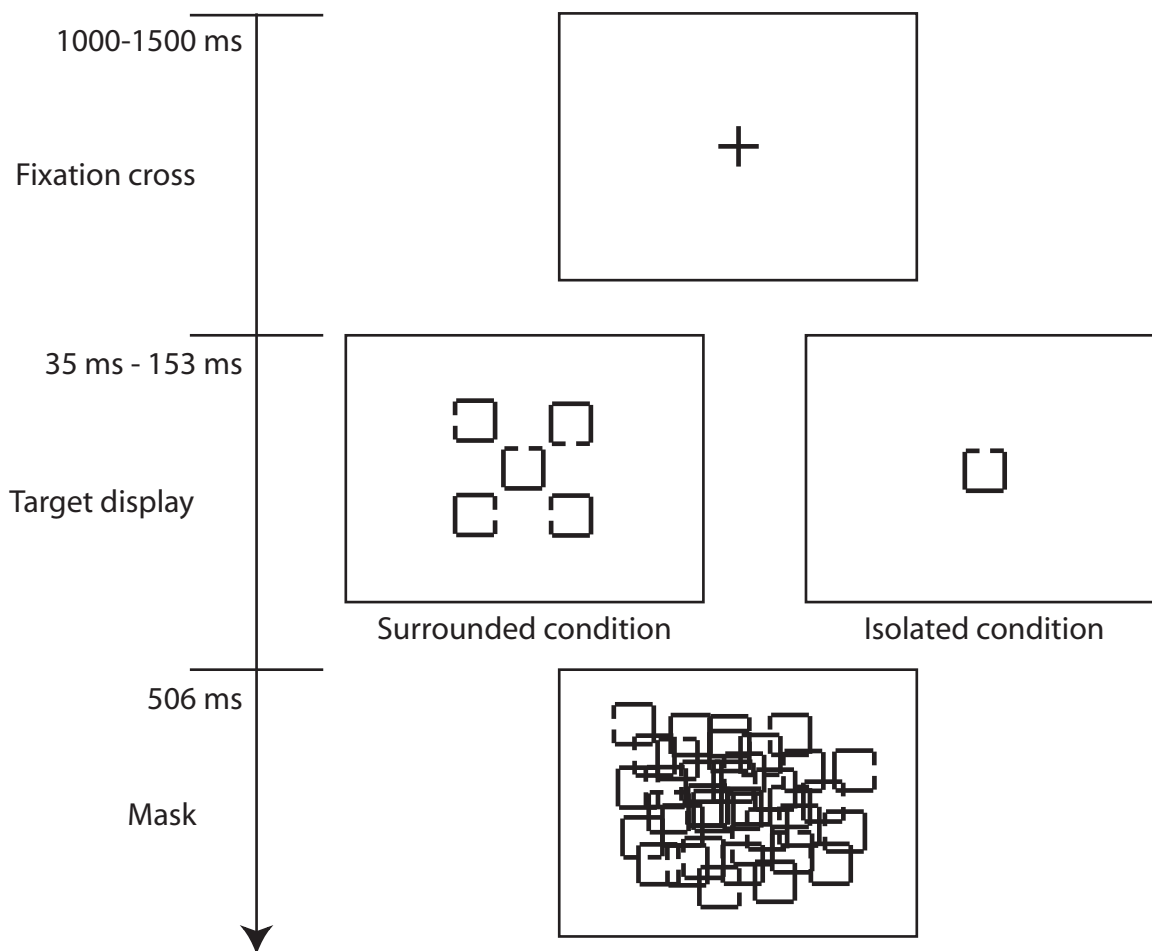 1000-1500 ms
Fixation cross
35 ms - 153 ms
Target display
Surrounded condition
Isolated condition
506 ms
Mask